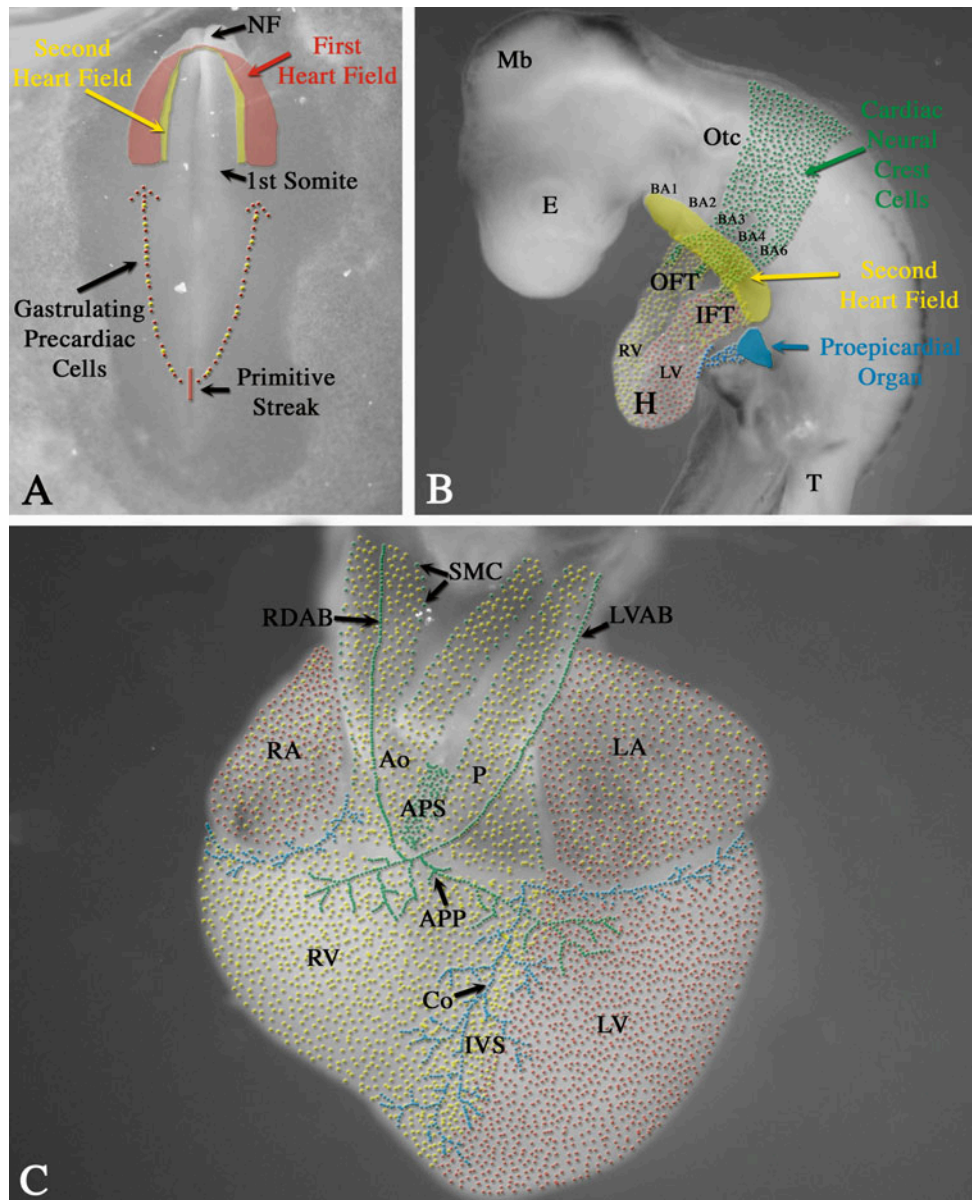 NF
Second
Heart Field
First
Heart Field
1st Somite
Gastrulating
Precardiac
Cells
Primitive
Streak
A
Mb
Otc
Cardiac
Neural
Crest
Cells
E
BA1
BA2
BA3
BA4
BA6
OFT
Second
Heart Field
IFT
RV
LV
Proepicardial
Organ
H
T
B
SMC
RDAB
LVAB
RA
LA
Ao
P
APS
APP
RV
Co
LV
IVS
C